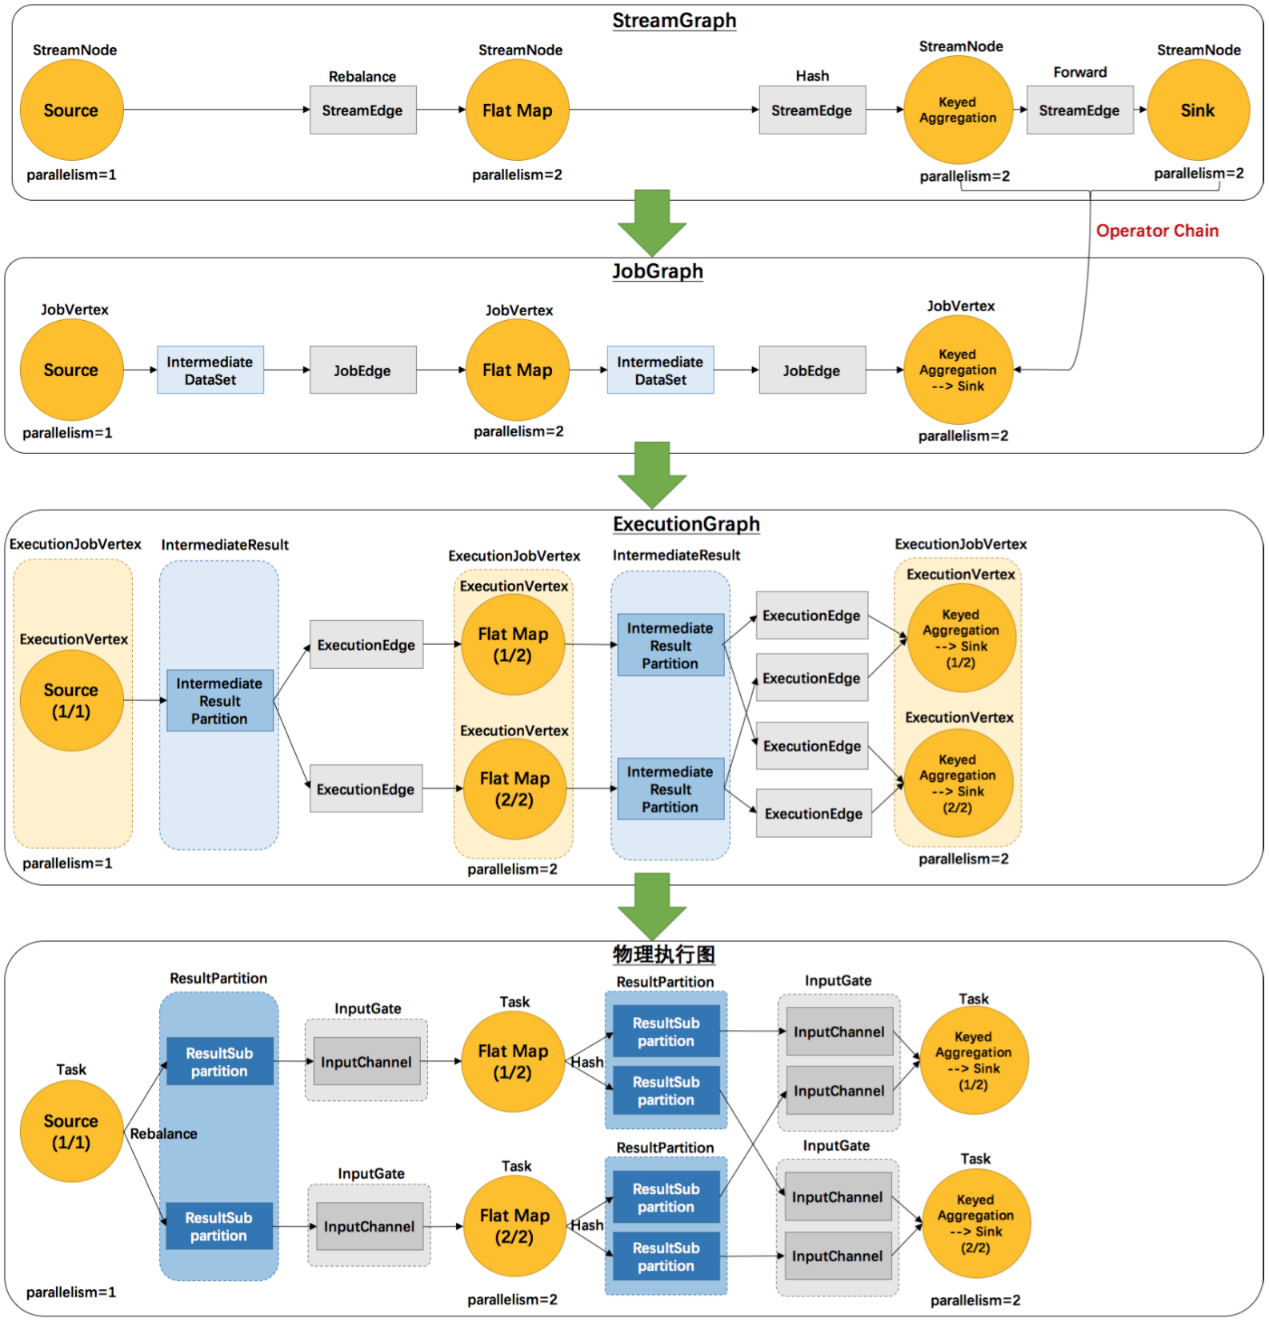 StreamGraph
StreamNode
StreamNode
StreamNode
StreamNode
Rebalance
Hash
Forward
Source
StreamEdge
Flat Map
StreamEdge
Keyed
Aggregation
StreamEdge
Sink
parallelism=1
parallelism=2
parallelism=2
parallelism=2
Operator Chain
JobGraph
JobVertex
JobVertex
JobVertex
Source
Intermediate
DataSet
JobEdge
Flat Map
Intermediate
DataSet
JobEdge
Keyed
Aggregation
--> Sink
parallelism=1
parallelism=2
parallelism=2
ExecutionGraph
ExecutionJobVertex
IntermediateResult
ExecutionJobVertex
IntermediateResult
ExecutionJobVertex
ExecutionVertex
Source
(1/1)
Intermediate
Result
Partition
ExecutionEdge
ExecutionEdge
ExecutionVertex
Flat Map
(1/2)
ExecutionVertex
Flat Map
(2/2)
Intermediate
Result
Partition
Intermediate
Result
Partition
ExecutionEdge
ExecutionEdge
ExecutionEdge
ExecutionEdge
ExecutionVertex
Keyed
Aggregation
--> Sink
(1/2)
ExecutionVertex
Keyed
Aggregation
--> Sink
(2/2)
parallelism=1
parallelism=2
parallelism=2
物理执行图
Task
Source
(1/1)
Rebalance
ResultPartition
ResultSub
partition
ResultSub
partition
InputGate
InputChannel
InputGate
InputChannel
Task
Flat Map
(1/2)
Hash
Task
Flat Map
(2/2)
Hash
ResultPartition
ResultSub
partition
ResultSub
partition
ResultPartition
ResultSub
partition
ResultSub
partition
InputGate
InputChannel
InputChannel
InputGate
InputChannel
InputChannel
Task
Keyed
Aggregation
--> Sink
(1/2)
Task
Keyed
Aggregation
--> Sink
(2/2)
parallelism=1
parallelism=2
parallelism=2